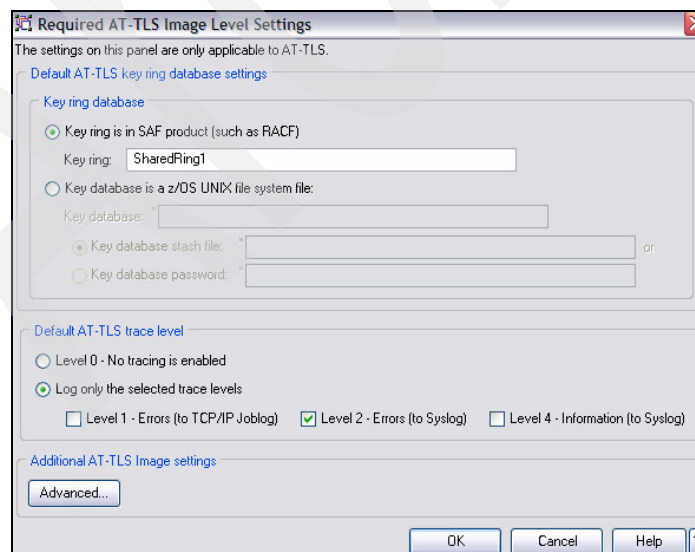 Required AT-TLS Image Level Settings
The settings on this panel are only applicable to AT-TLS.
Default AT-TLS key ring database settings
Key ring database
Key ring is in SAF product (such as RACF)
Key ring: SharedRing1
Key database is a z/OS UNIX file system file:
Key database: *
Key database stash file: * or
Key database password: *
Default AT-TLS trace level
Level 0 - No tracing is enabled
Log only the selected trace levels
Level 1 - Errors (to TCP/IP Joblog) Level 2 - Errors (to Syslog) Level 4 - Information (to Syslog)
Additional AT-TLS Image settings
Advanced...
OK Cancel Help